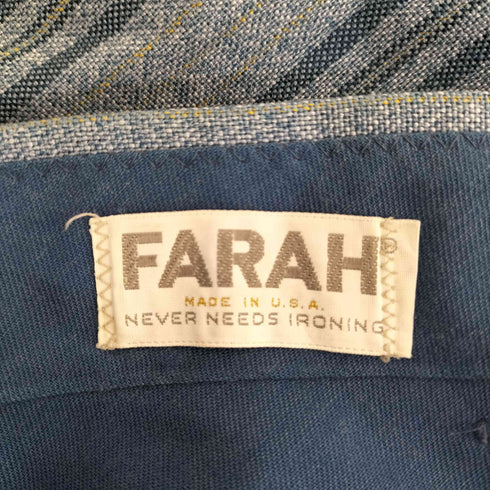 FARAH®
MADE IN U.S.A.
NEVER NEEDS IRONING